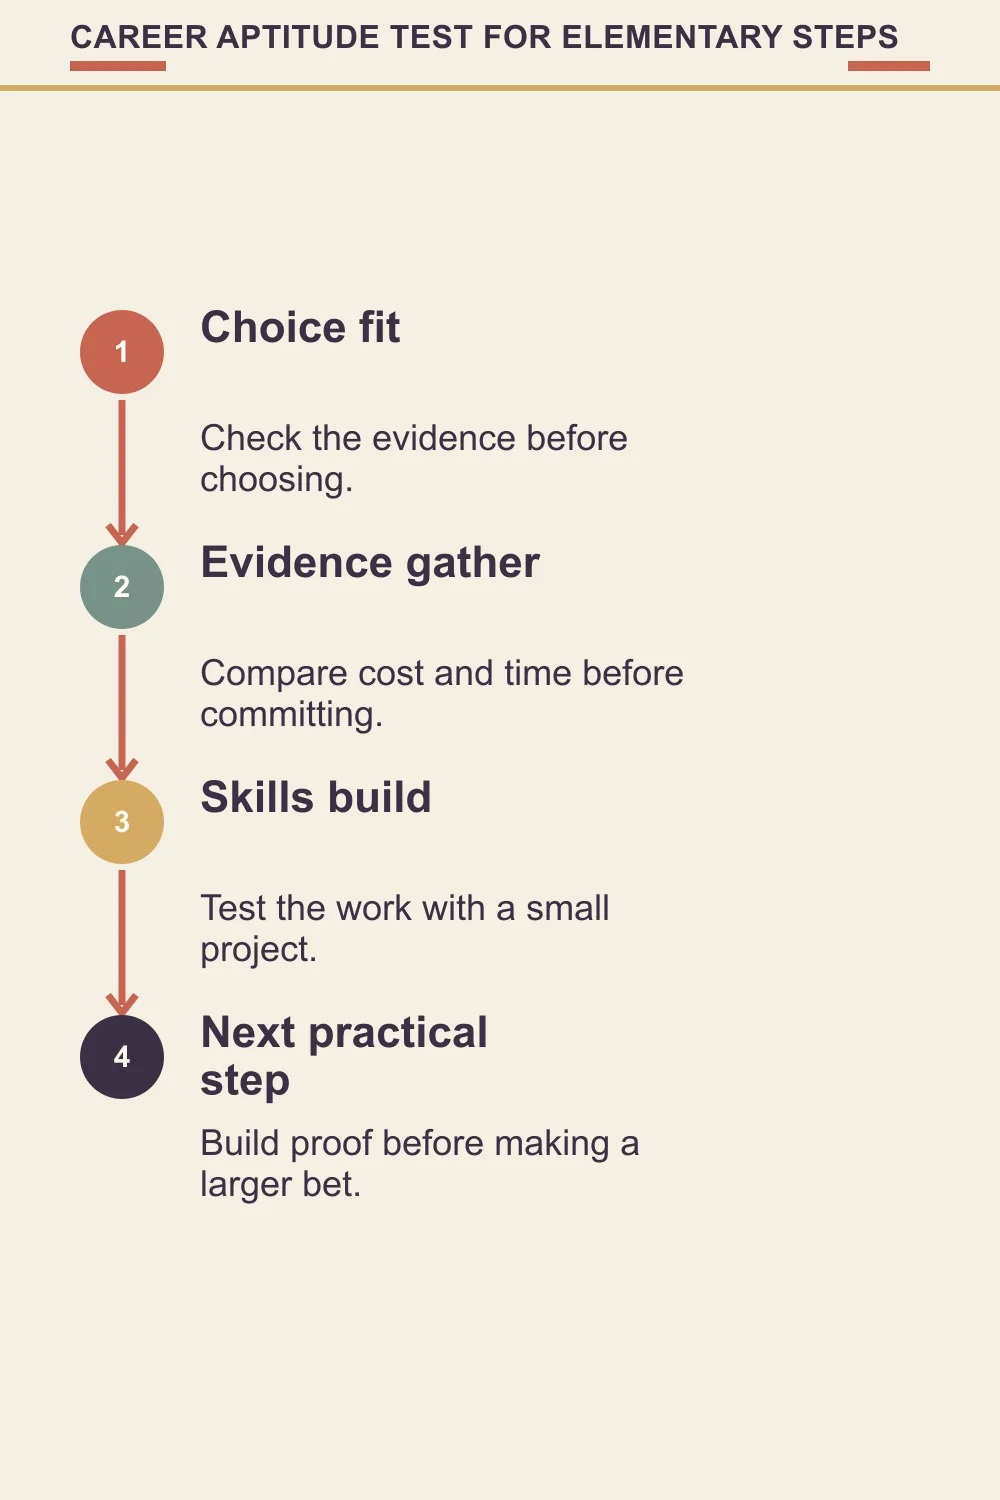 CAREER APTITUDE TEST FOR ELEMENTARY STEPS
1
Choice fit
Check the evidence before
choosing.
2
Evidence gather
Compare cost and time before
committing.
3
Skills build
Test the work with a small
project.
4
Next practical
step
Build proof before making a
larger bet.